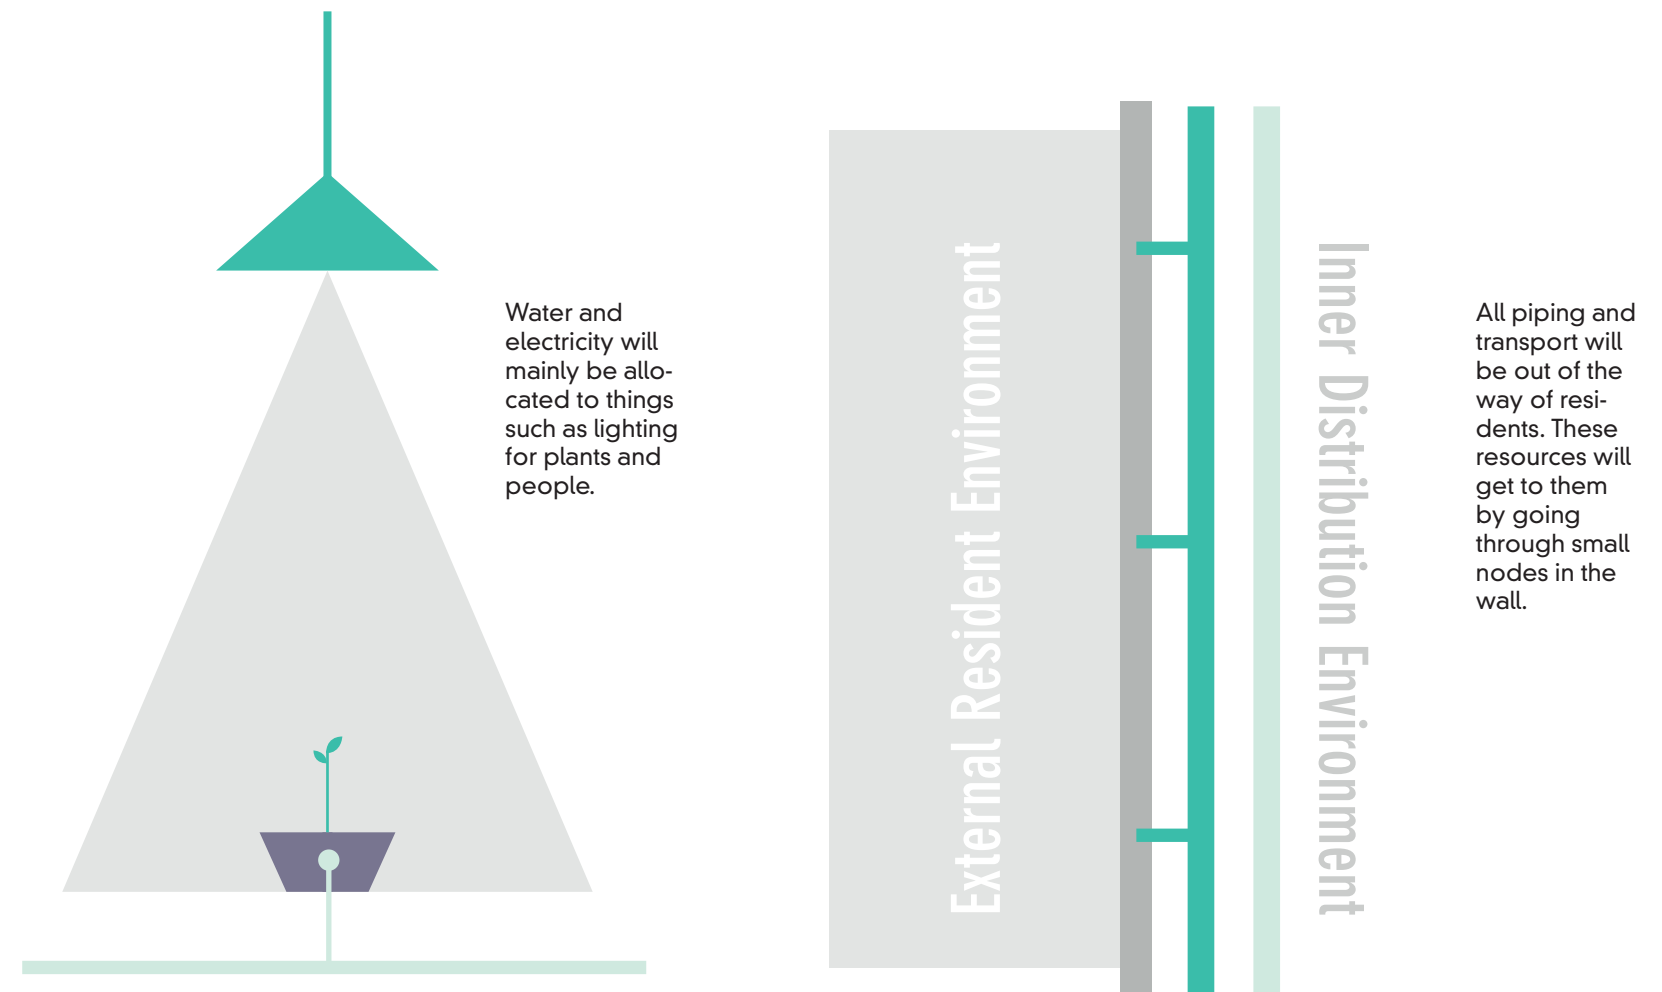 Water and
electricity will
mainly be allo-
cated to things
such as lighting
for plants and
people.
External Resident Environment
Inner Distribution Environment
All piping and
transport will
be out of the
way of resi-
dents. These
resources will
get to them
by going
through small
nodes in the
wall.